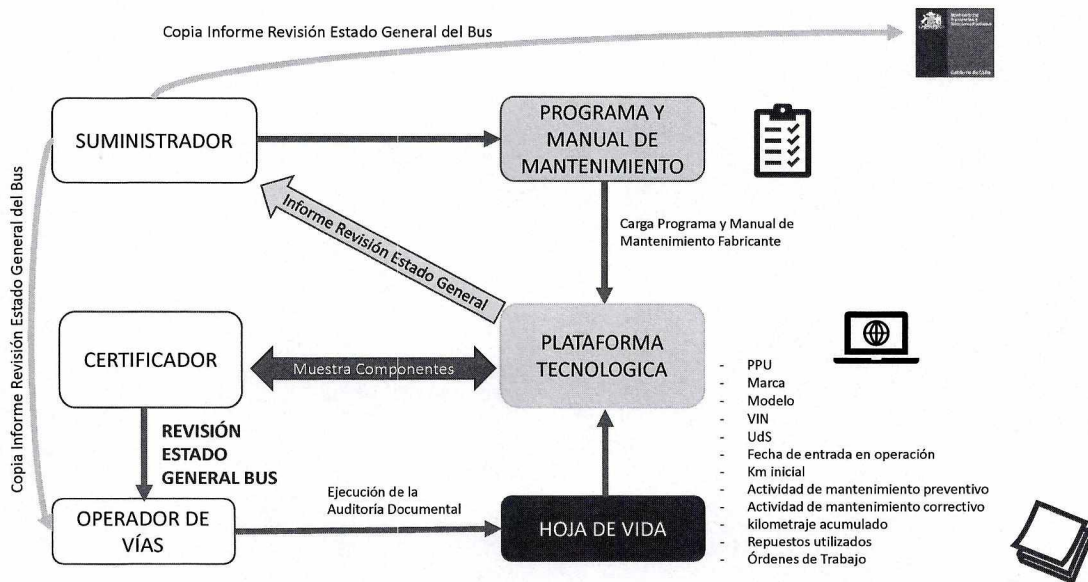 Copia Informe Revisión Estado General del Bus
SUMINISTRADOR
PROGRAMA Y
MANUAL DE
MANTENIMIENTO
Copia Informe Revisión Estado General del Bus
Informe Revisión Estado General
Carga Programa y Manual de
Mantenimiento Fabricante
CERTIFICADOR
Muestra Componentes
PLATAFORMA
TECNOLOGICA
REVISIÓN
ESTADO
GENERAL BUS
OPERADOR DE
VÍAS
Ejecución de la
Auditoría Documental
HOJA DE VIDA
- PPU
- Marca
- Modelo
- VIN
- UdS
- Fecha de entrada en operación
- Km inicial
- Actividad de mantenimiento preventivo
- Actividad de mantenimiento correctivo
- kilometraje acumulado
- Repuestos utilizados
- Órdenes de Trabajo